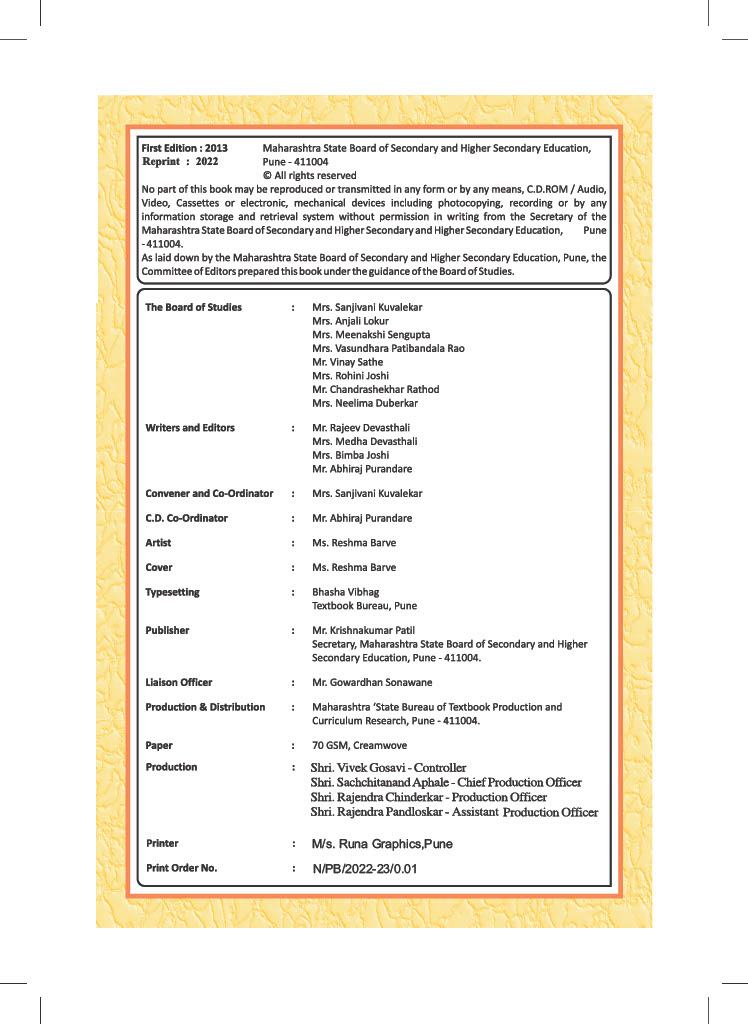 First Edition : 2013 Maharashtra State Board of Secondary and Higher Secondary Education,
Reprint : 2022 Pune - 411004
© All rights reserved
No part of this book may be reproduced or transmitted in any form or by any means, C.D.ROM / Audio,
Video, Cassettes or electronic, mechanical devices including photocopying, recording or by any
information storage and retrieval system without permission in writing from the Secretary of the
Maharashtra State Board of Secondary and Higher Secondary and Higher Secondary Education, Pune
- 411004.
As laid down by the Maharashtra State Board of Secondary and Higher Secondary Education, Pune, the
Committee of Editors prepared this book under the guidance of the Board of Studies.
The Board of Studies : Mrs. Sanjivani Kuvalekar
Mrs. Anjali Lokur
Mrs. Meenakshi Sengupta
Mrs. Vasundhara Patibandala Rao
Mr. Vinay Sathe
Mrs. Rohini Joshi
Mr. Chandrashekhar Rathod
Mrs. Neelima Duberkar
Writers and Editors : Mr. Rajeev Devasthali
Mrs. Medha Devasthali
Mrs. Bimba Joshi
Mr. Abhiraj Purandare
Convener and Co-Ordinator : Mrs. Sanjivani Kuvalekar
C.D. Co-Ordinator : Mr. Abhiraj Purandare
Artist : Ms. Reshma Barve
Cover : Ms. Reshma Barve
Typesetting : Bhasha Vibhag
Textbook Bureau, Pune
Publisher : Mr. Krishnakumar Patil
Secretary, Maharashtra State Board of Secondary and Higher
Secondary Education, Pune - 411004.
Liaison Officer : Mr. Gowardhan Sonawane
Production & Distribution : Maharashtra ‘State Bureau of Textbook Production and
Curriculum Research, Pune - 411004.
Paper : 70 GSM, Creamwove
Production : Shri. Vivek Gosavi - Controller
Shri. Sachchitanand Aphale - Chief Production Officer
Shri. Rajendra Chinderkar - Production Officer
Shri. Rajendra Pandloskar - Assistant Production Officer
Printer : M/s. Runa Graphics,Pune
Print Order No. : N/PB/2022-23/0.01